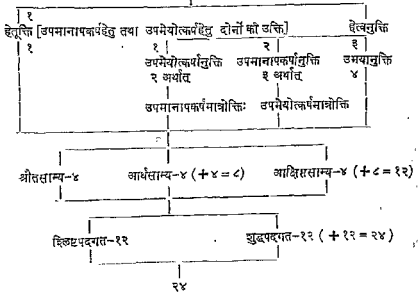 १ ३
हेतूक्ति [उपमानापकर्षहेतु तथा उपमेयोत्कर्षहेतु दोनों की उक्ति] हेत्वनुक्ति
१ १ २ ३
उपमेयोत्कर्षानुक्ति उपमानापकर्षानुक्ति उभयानुक्ति
२ अर्थात् ३ अर्थात् ४
उपमानापकर्षमात्रोक्तिः उपमेयोत्कर्षमात्रोक्ति
श्रौतसाम्य-४ आर्थसाम्य-४ (+४=८) आक्षिप्तसाम्य-४ (+८=१२)
श्लिष्टपदगत-१२ शुद्धपदगत-१२ (+१२=२४)
२४